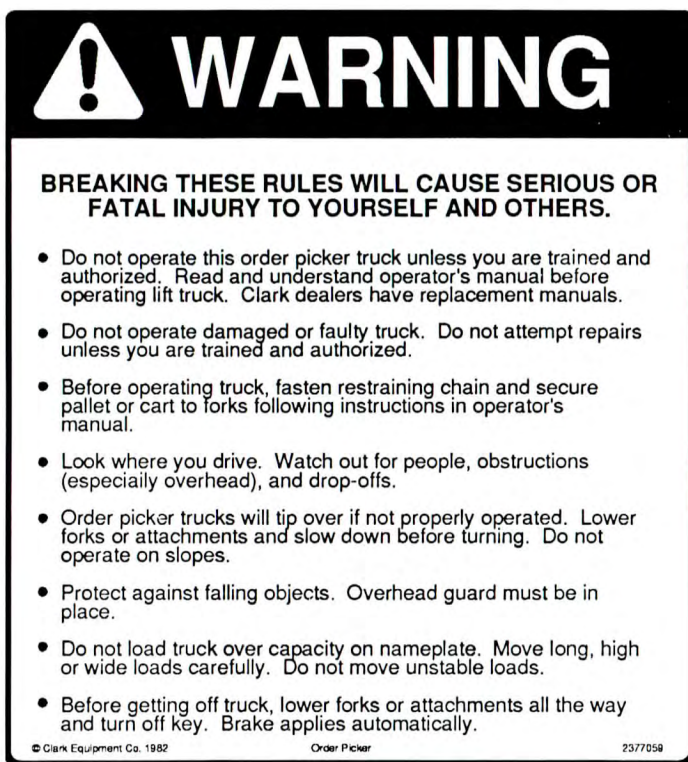 WARNING
BREAKING THESE RULES WILL CAUSE SERIOUS OR
FATAL INJURY TO YOURSELF AND OTHERS.
• Do not operate this order picker truck unless you are trained and
authorized. Read and understand operator's manual before
operating lift truck. Clark dealers have replacement manuals.
• Do not operate damaged or faulty truck. Do not attempt repairs
unless you are trained and authorized.
• Before operating truck, fasten restraining chain and secure
pallet or cart to forks following instructions in operator's
manual.
• Look where you drive. Watch out for people, obstructions
(especially overhead), and drop-offs.
• Order picker trucks will tip over if not properly operated. Lower
forks or attachments and slow down before turning. Do not
operate on slopes.
• Protect against falling objects. Overhead guard must be in
place.
• Do not load truck over capacity on nameplate. Move long, high
or wide loads carefully. Do not move unstable loads.
• Before getting off truck, lower forks or attachments all the way
and turn off key. Brake applies automatically.
© Clark Equipment Co. 1982 Order Picker 2377059